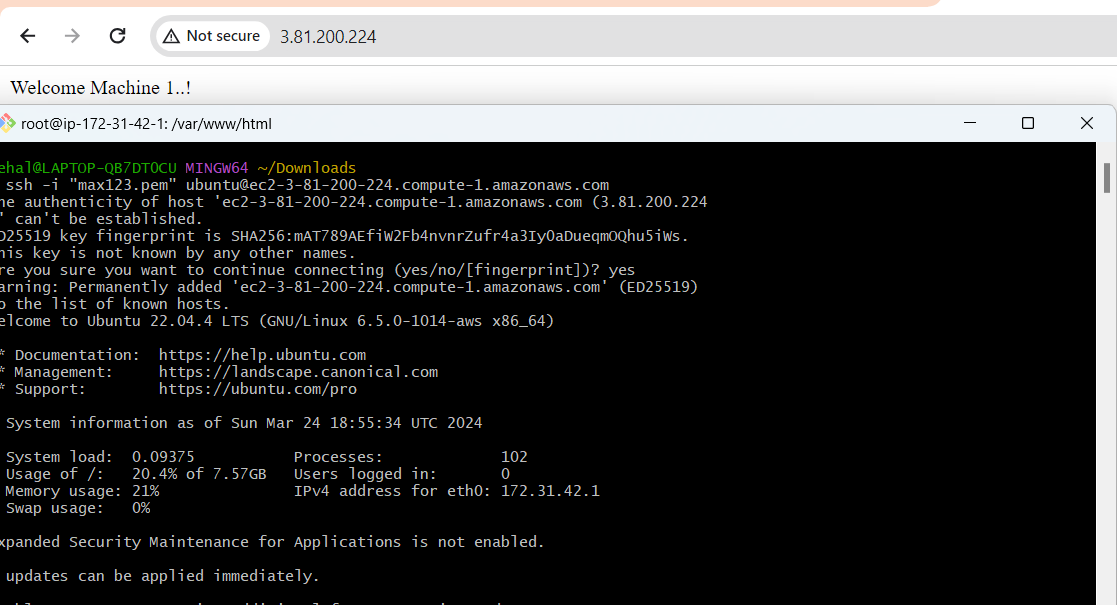 Not secure 3.81.200.224
Welcome Machine 1..!
root@ip-172-31-42-1: /var/www/html
ehal@LAPTOP-QB7DT0CU MINGW64 ~/Downloads
ssh -i "max123.pem" ubuntu@ec2-3-81-200-224.compute-1.amazonaws.com
he authenticity of host 'ec2-3-81-200-224.compute-1.amazonaws.com (3.81.200.224
' can't be established.
D25519 key fingerprint is SHA256:mAT789AEfiW2Fb4nvnrZufr4a3IyOaDueqmOQhu5iWs.
his key is not known by any other names.
re you sure you want to continue connecting (yes/no/[fingerprint])? yes
arning: Permanently added 'ec2-3-81-200-224.compute-1.amazonaws.com' (ED25519)
o the list of known hosts.
elcome to Ubuntu 22.04.4 LTS (GNU/Linux 6.5.0-1014-aws x86_64)
* Documentation: https://help.ubuntu.com
* Management: https://landscape.canonical.com
* Support: https://ubuntu.com/pro
System information as of Sun Mar 24 18:55:34 UTC 2024
System load: 0.09375 Processes: 102
Usage of /: 20.4% of 7.57GB Users logged in: 0
Memory usage: 21% IPv4 address for eth0: 172.31.42.1
Swap usage: 0%
xpanded Security Maintenance for Applications is not enabled.
updates can be applied immediately.